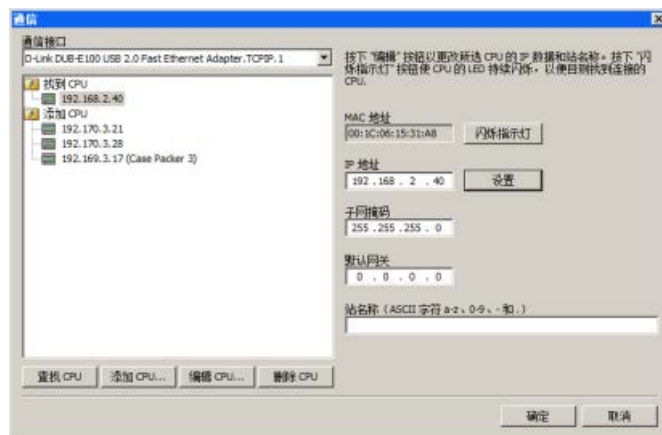 通信
通信接口
D-Link DUB-E100 USB 2.0 Fast Ethernet Adapter.TCPIP.1
找到 CPU
192.168.2.40
添加 CPU
192.170.3.21
192.170.3.28
192.169.3.17 (Case Packer 3)
查找 CPU
添加 CPU...
编辑 CPU...
删除 CPU
按下 "编辑" 按钮以更改所选 CPU 的 IP 数据和站名称。按下 "闪
烁指示灯" 按钮使 CPU 的 LED 持续闪烁，以便目测找到连接的
CPU.
MAC 地址
00:1C:06:15:31:A8
闪烁指示灯
IP 地址
192 .168 . 2 . 40
设置
子网掩码
255 .255 .255 . 0
默认网关
0 . 0 . 0 . 0
站名称（ASCII 字符 a-z、0-9、- 和 .）
确定
取消